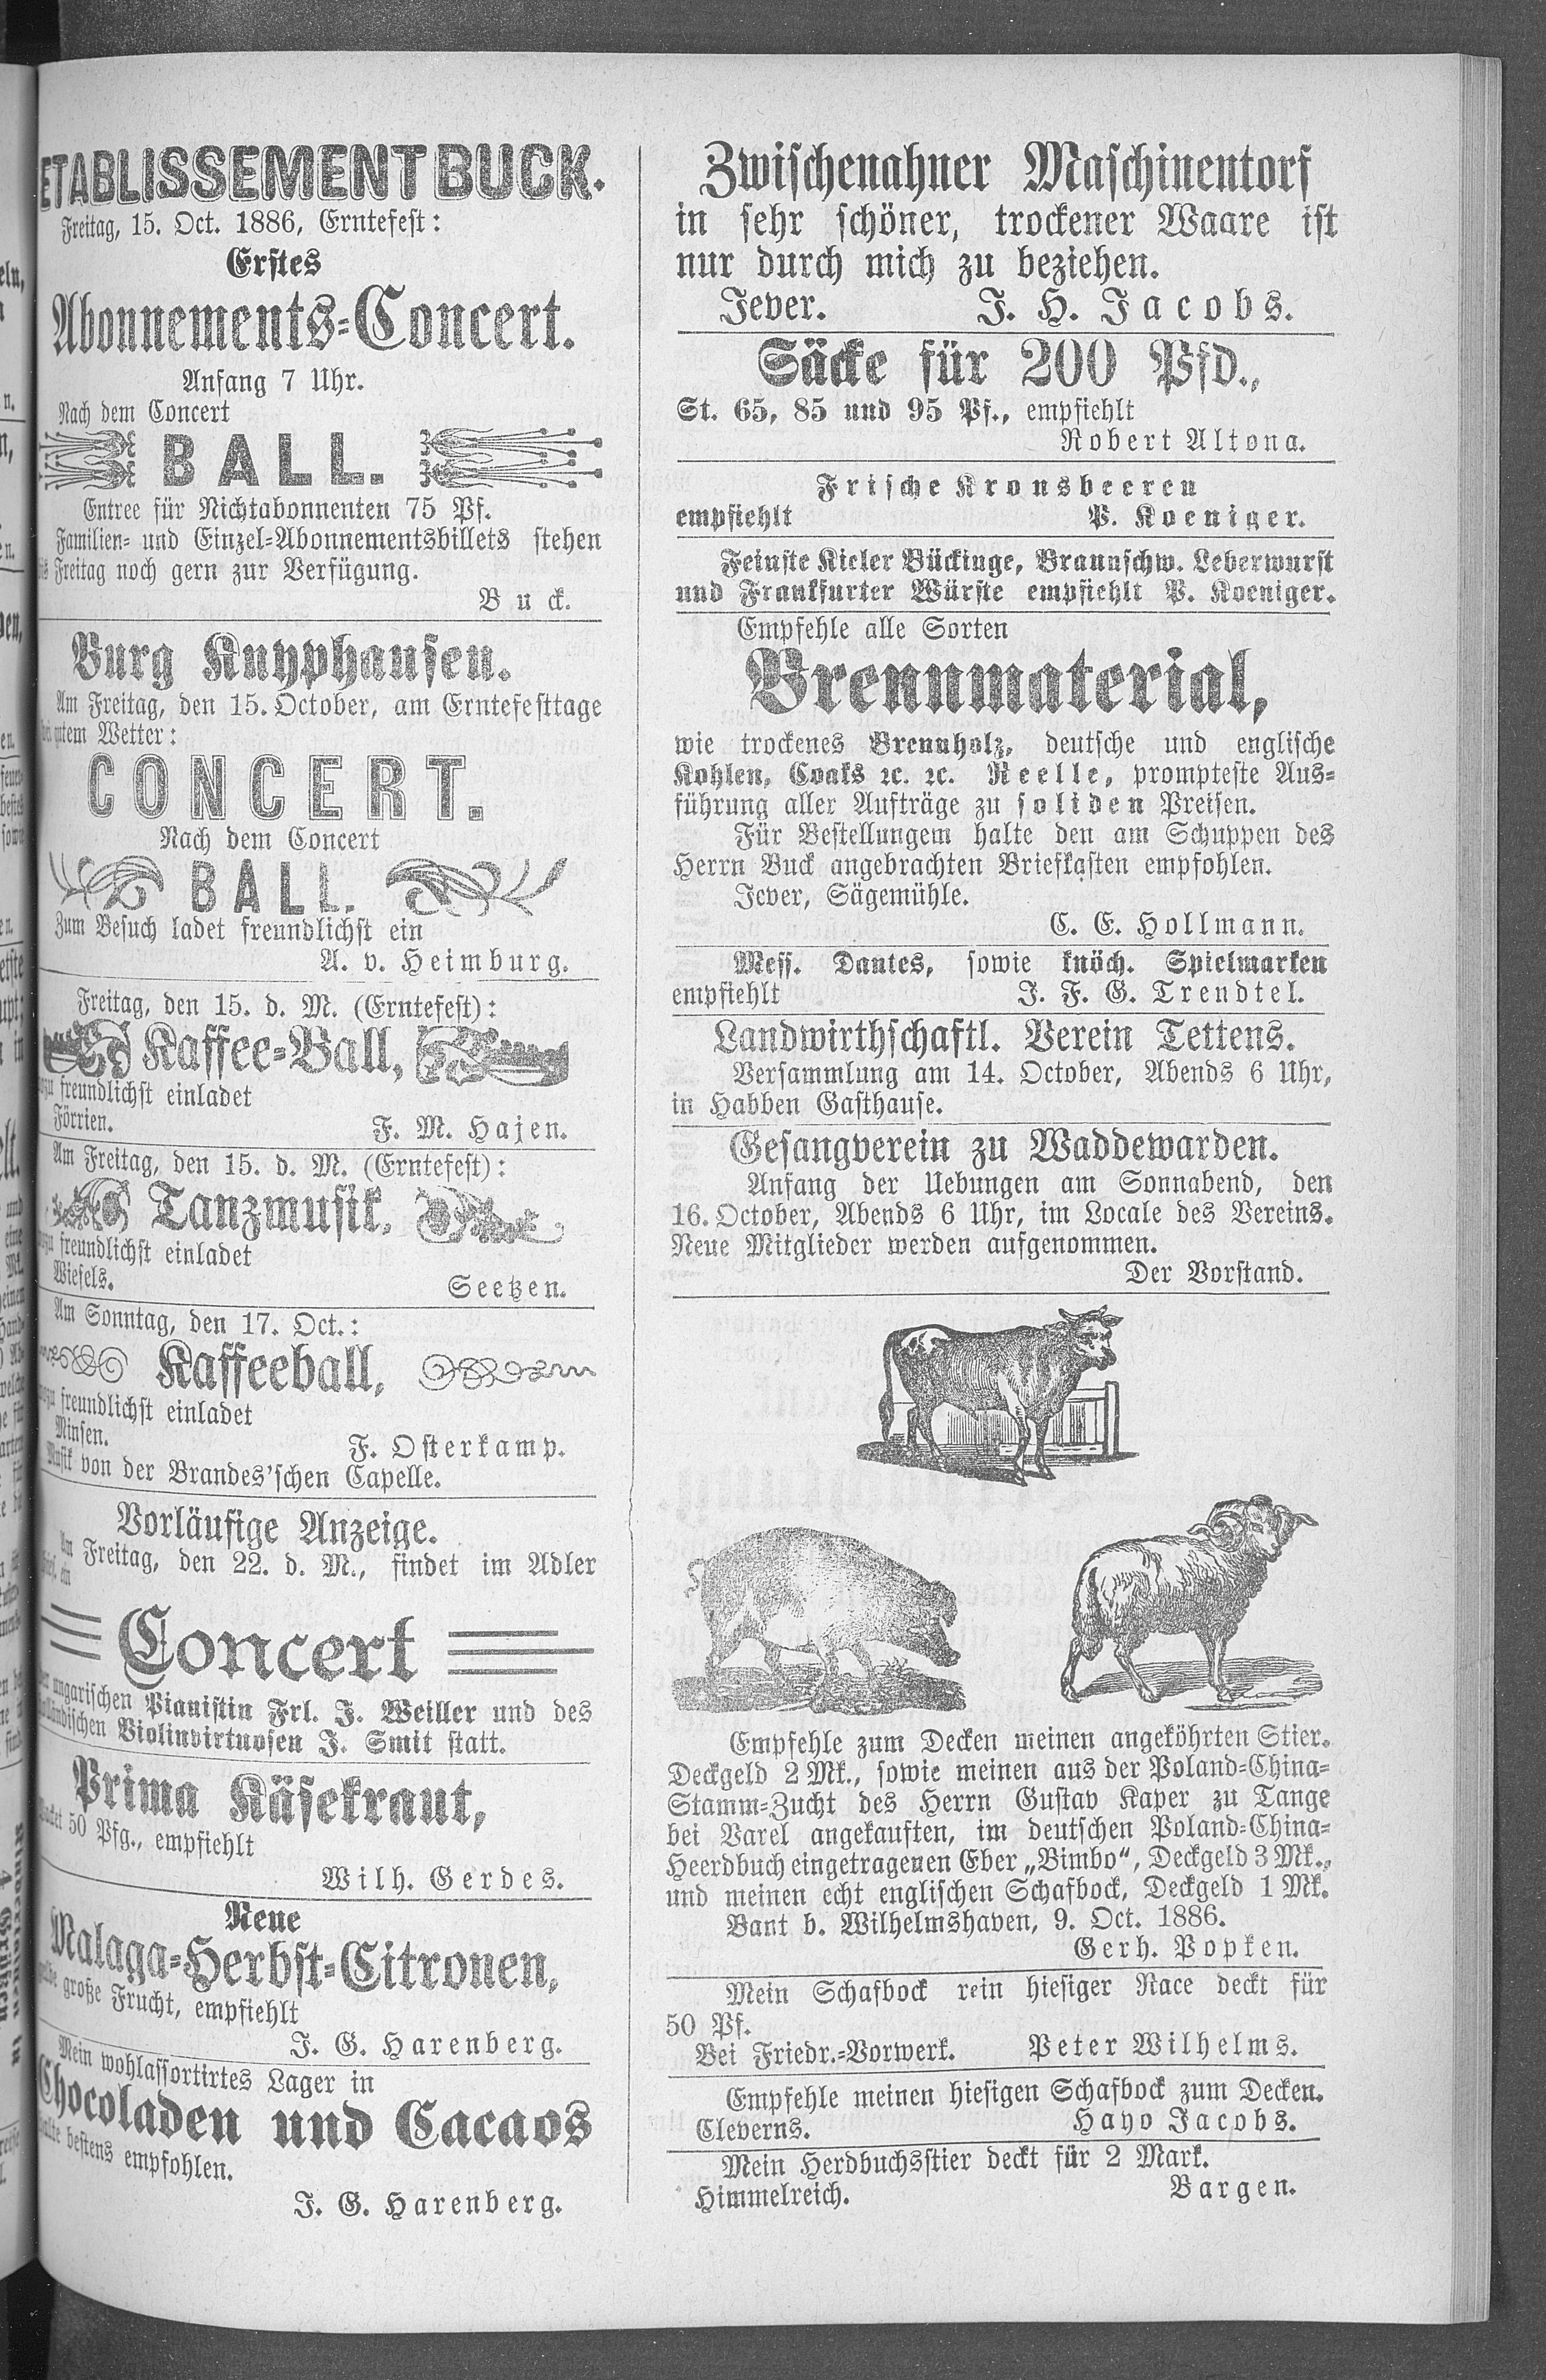 ETABLISSEMENT BUCK.
Freitag, 15. Oct. 1886, Erntefest:
Erstes
Abonnements-Concert.
Anfang 7 Uhr.
Nach dem Concert
BALL.
Entree für Nichtabonnenten 75 Pf.
Familien- und Einzel-Abonnementsbillets stehen
bis Freitag noch gern zur Verfügung.
Buck.
Burg Knyphausen.
Am Freitag, den 15. October, am Erntefesttage
bei gutem Wetter:
CONCERT.
Nach dem Concert
BALL.
Zum Besuch ladet freundlichst ein
A. v. Heimburg.
Freitag, den 15. d. M. (Erntefest):
Kaffee-Ball,
freundlichst einladet
Förrien. F. M. Hajen.
Am Freitag, den 15. d. M. (Erntefest):
Tanzmusik,
freundlichst einladet
Wiefels. Seetzen.
Am Sonntag, den 17. Oct.:
Kaffeeball,
freundlichst einladet
Minsen. F. Osterkamp.
Musik von der Brandes'schen Capelle.
Vorläufige Anzeige.
Am Freitag, den 22. d. M., findet im Adler
ein
Concert
ungarischen Pianistin Frl. J. Weiller und des
holländischen Violinvirtuosen J. Smit statt.
Prima Käsekraut,
50 Pfg., empfiehlt
Wilh. Gerdes.
Neue
Malaga-Herbst-Citronen,
große Frucht, empfiehlt
J. G. Harenberg.
Mein wohlassortirtes Lager in
Chocoladen und Cacaos
halte bestens empfohlen.
J. G. Harenberg.
Zwischenahner Maschinentorf
in sehr schöner, trockener Waare ist
nur durch mich zu beziehen.
Jever. J. H. Jacobs.
Säcke für 200 Pfd.,
St. 65, 85 und 95 Pf., empfiehlt
Robert Altona.
Frische Kronsbeeren
empfiehlt P. Koeniger.
Feinste Kieler Bückinge, Braunschw. Leberwurst
und Frankfurter Würste empfiehlt P. Koeniger.
Empfehle alle Sorten
Brennmaterial,
wie trockenes Brennholz, deutsche und englische
Kohlen, Coaks ꝛc. ꝛc. Reelle, prompteste Aus-
führung aller Aufträge zu soliden Preisen.
Für Bestellungem halte den am Schuppen des
Herrn Buck angebrachten Briefkasten empfohlen.
Jever, Sägemühle.
C. E. Hollmann.
Mess. Dantes, sowie knöch. Spielmarken
empfiehlt J. F. G. Trendtel.
Landwirthschaftl. Verein Tettens.
Versammlung am 14. October, Abends 6 Uhr,
in Habben Gasthause.
Gesangverein zu Waddewarden.
Anfang der Uebungen am Sonnabend, den
16. October, Abends 6 Uhr, im Locale des Vereins.
Neue Mitglieder werden aufgenommen.
Der Vorstand.
Empfehle zum Decken meinen angeköhrten Stier.
Deckgeld 2 Mk., sowie meinen aus der Poland-China-
Stamm-Zucht des Herrn Gustav Kaper zu Tange
bei Varel angekauften, im deutschen Poland-China-
Heerdbuch eingetragenen Eber „Bimbo“, Deckgeld 3 Mk.,
und meinen echt englischen Schafbock, Deckgeld 1 Mk.
Bant b. Wilhelmshaven, 9. Oct. 1886.
Gerh. Popken.
Mein Schafbock rein hiesiger Race deckt für
50 Pf.
Bei Friedr.-Vorwerk. Peter Wilhelms.
Empfehle meinen hiesigen Schafbock zum Decken.
Cleverns. Hayo Jacobs.
Mein Herdbuchsstier deckt für 2 Mark.
Himmelreich. Bargen.